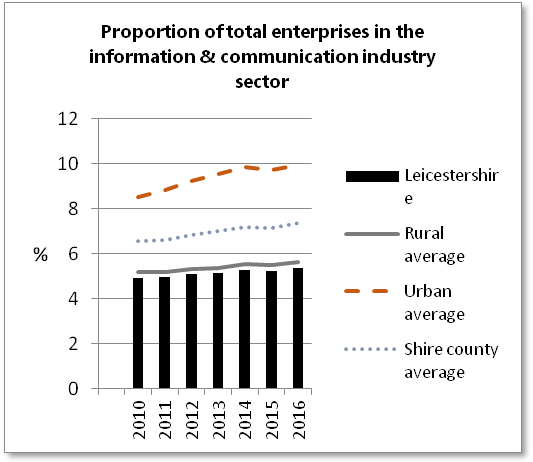 Proportion of total enterprises in the
information & communication industry
sector
12
10
8
6
4
2
0
%
2010
2011
2012
2013
2014
2015
2016
Leicestershir
e
Rural
average
Urban
average
Shire county
average